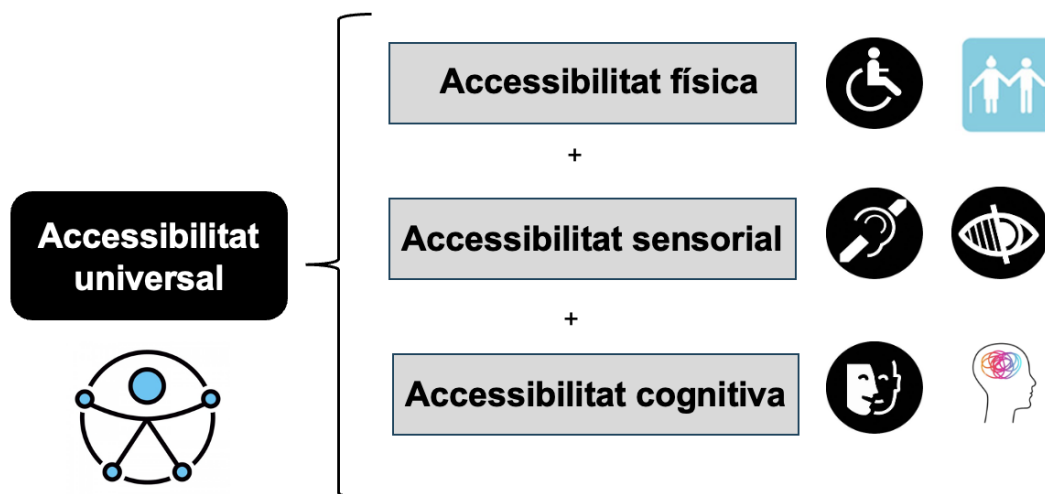 Accessibilitat física
+
Accessibilitat
universal
Accessibilitat sensorial
+
Accessibilitat cognitiva